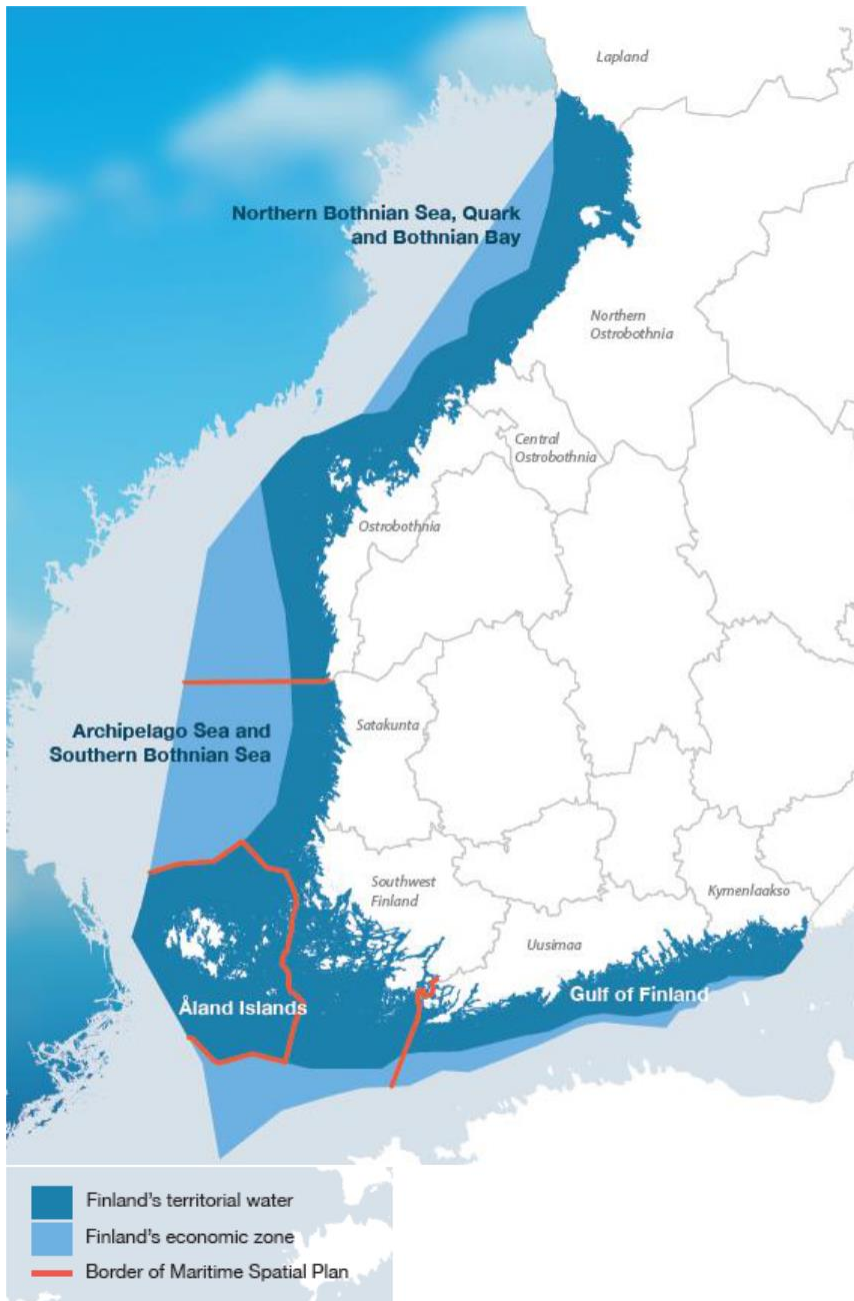 Lapland
Northern Bothnian Sea, Quark
and Bothnian Bay
Northern
Ostrobothnia
Central
Ostrobothnia
Ostrobothnia
Archipelago Sea and
Southern Bothnian Sea
Satakunta
Southwest
Finland
Kymenlaakso
Uusimaa
Gulf of Finland
Åland Islands
Finland's territorial water
Finland's economic zone
Border of Maritime Spatial Plan